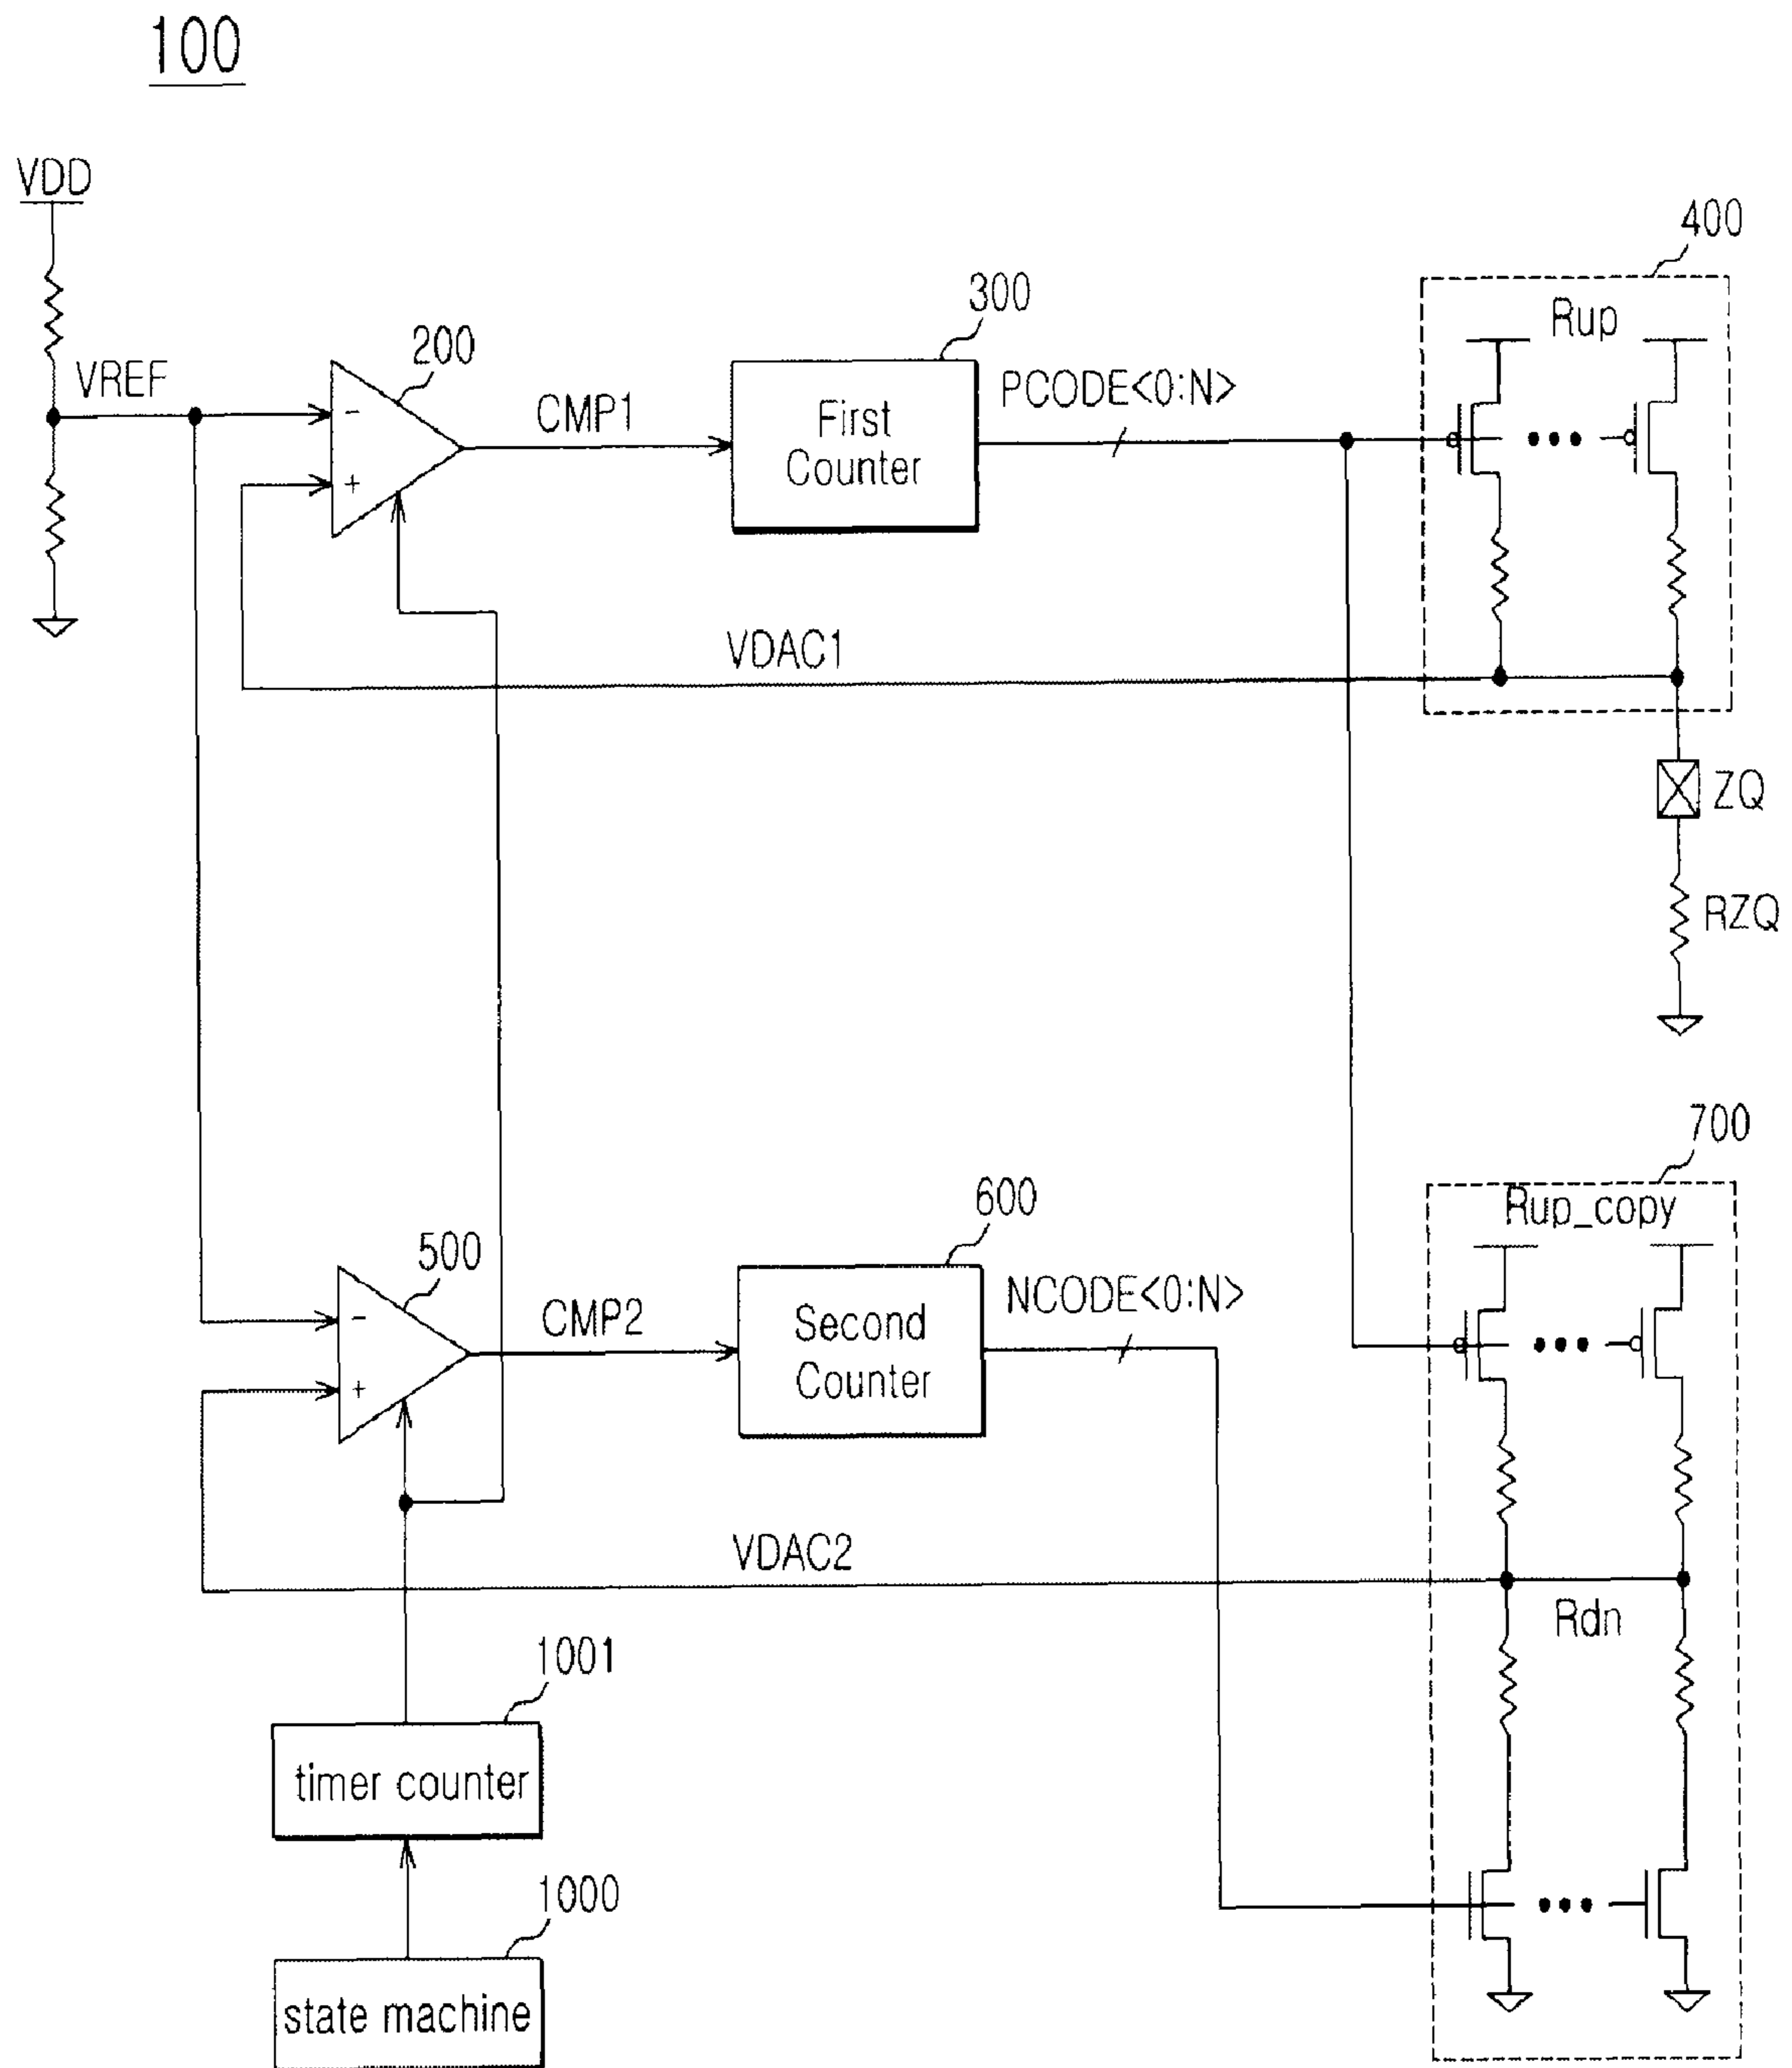 100
VDD
400
300
Rup
200
VREF
CMP1
PCODE<0:N>
-
First
Counter
+
VDAC1
ZQ
RZQ
700
600
Rup_copy
500
NCODE<0:N>
CMP2
-
Second
Counter
+
VDAC2
Rdn
1001
timer counter
1000
state machine